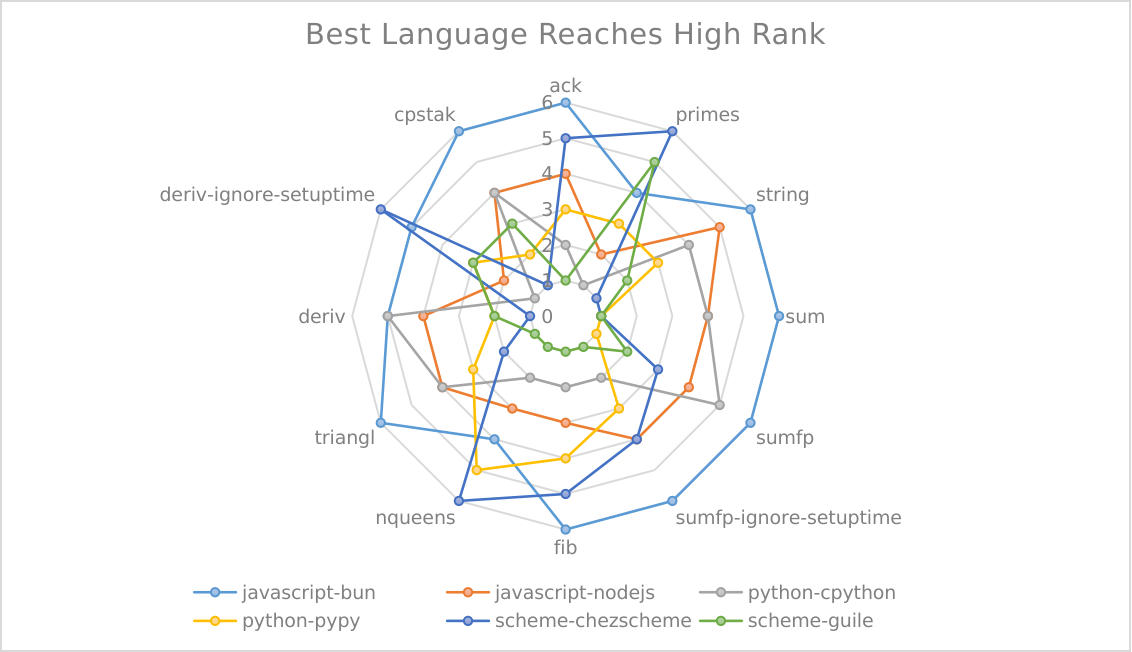 Best Language Reaches High Rank
ack
6
cpstak
primes
5
4
deriv-ignore-setuptime
string
3
2
1
deriv
0
sum
triangl
sumfp
nqueens
sumfp-ignore-setuptime
fib
javascript-bun
javascript-nodejs
python-cpython
python-pypy
scheme-chezscheme
scheme-guile